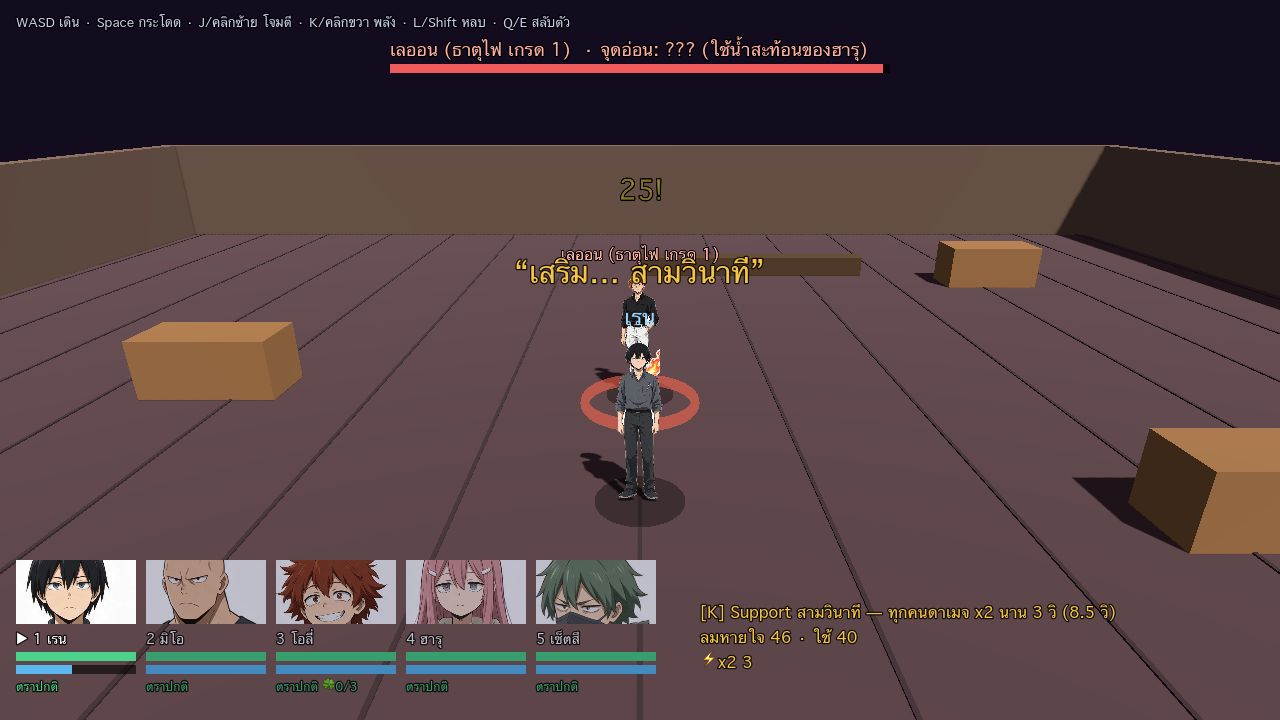 WASD เดิน · Space กระโดด · J/คลิกซ้าย โจมตี · K/คลิกขวา พลัง · L/Shift หลบ · Q/E สลับตัว
เลออน (ธาตุไฟ เกรด 1) · จุดอ่อน: ??? (ใช้น้ำสะท้อนของฮารุ)
25!
เลออน (ธาตุไฟ เกรด 1)
“เสริม... สามวินาที”
เรน
▶ 1 เรน
2 มิโอ
3 โอลี่
4 ฮารุ
5 เซ็ตสึ
ตราปกติ
ตราปกติ
ตราปกติ 🍀0/3
ตราปกติ
ตราปกติ
[K] Support สามวินาที — ทุกคนดาเมจ x2 นาน 3 วิ (8.5 วิ)
ลมหายใจ 46 · ใช้ 40
⚡x2 3